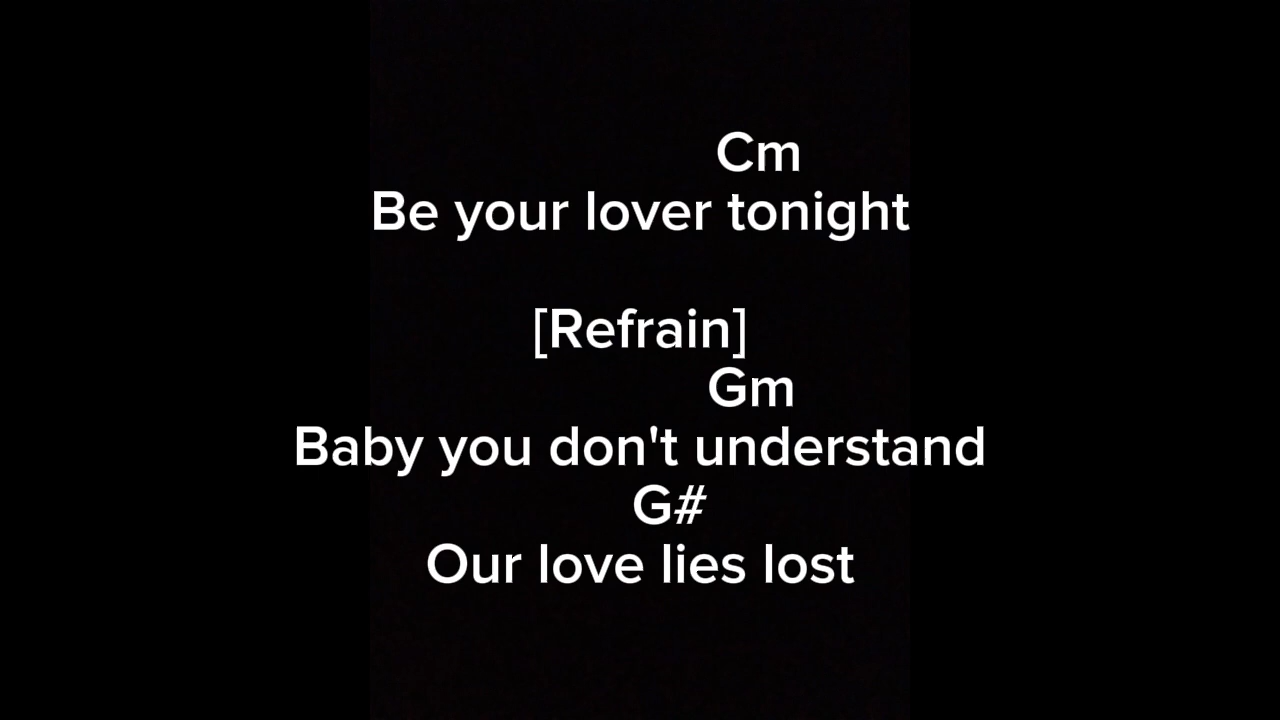 Cm
Be your lover tonight
[Refrain]
Gm
Baby you don't understand
G#
Our love lies lost